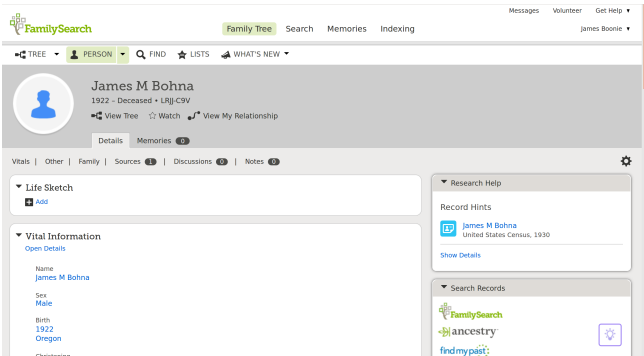 Messages Volunteer Get Help ▼
FamilySearch
Family Tree Search Memories Indexing
James Boonie ▼
TREE ▼ PERSON ▼ FIND LISTS WHAT'S NEW ▼
James M Bohna
1922 – Deceased • LRJJ-C9V
View Tree Watch View My Relationship
Details Memories 0
Vitals | Other | Family | Sources 1 | Discussions 0 | Notes 0
Life Sketch
Add
Vital Information
Open Details
Name
James M Bohna
Sex
Male
Birth
1922
Oregon
Christening
Research Help
Record Hints
James M Bohna
United States Census, 1930
Show Details
Search Records
FamilySearch
ancestry
findmypast